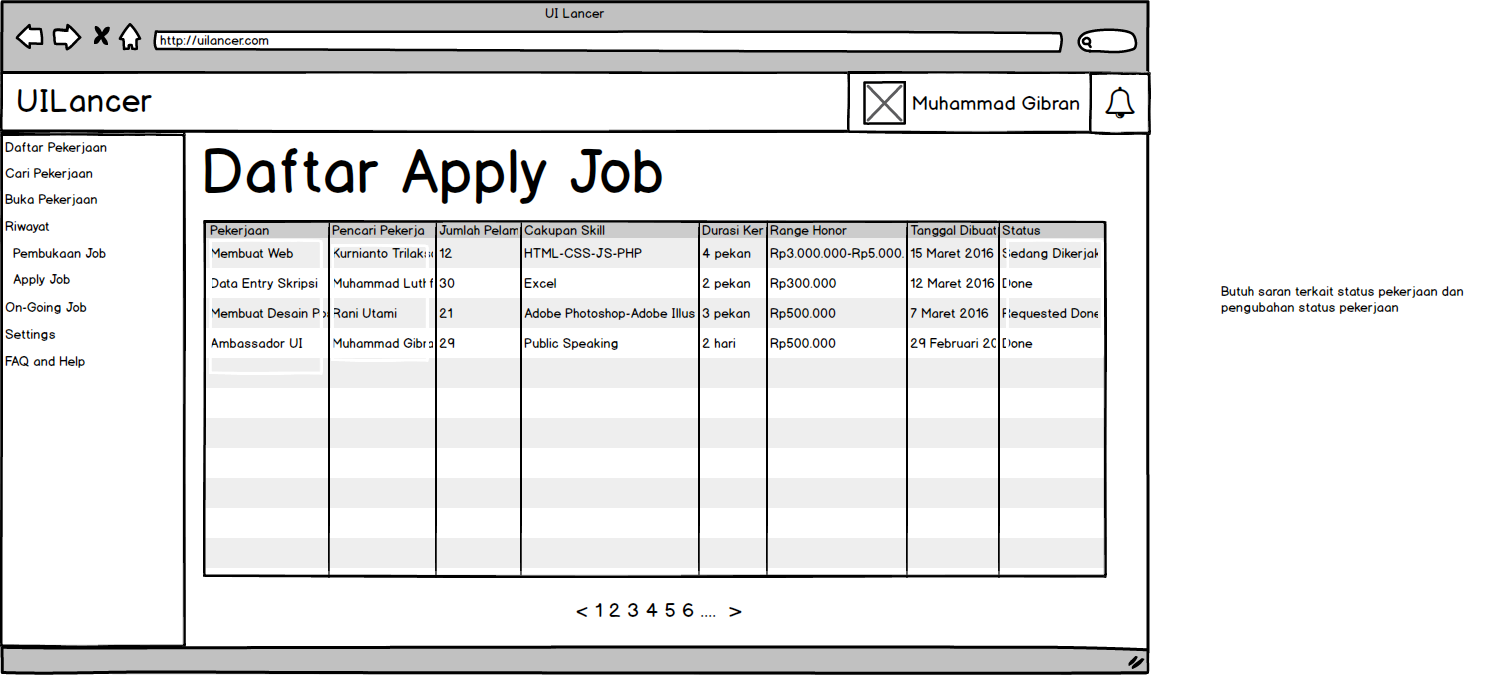 UI Lancer
http://uilancer.com
UILancer
Muhammad Gibran
Daftar Pekerjaan
Cari Pekerjaan
Buka Pekerjaan
Riwayat
Pembukaan Job
Apply Job
On-Going Job
Settings
FAQ and Help
Daftar Apply Job
Pekerjaan Pencari Pekerja Jumlah Pelam Cakupan Skill Durasi Ker Range Honor Tanggal Dibuat Status
Membuat Web Kurnianto Trilaks 12 HTML-CSS-JS-PHP 4 pekan Rp3.000.000-Rp5.000. 15 Maret 2016 Sedang Dikerjak
Data Entry Skripsi Muhammad Luthf 30 Excel 2 pekan Rp300.000 12 Maret 2016 Done
Membuat Desain P Rani Utami 21 Adobe Photoshop-Adobe Illus 3 pekan Rp500.000 7 Maret 2016 Requested Done
Ambassador UI Muhammad Gibra 29 Public Speaking 2 hari Rp500.000 29 Februari 20 Done
< 1 2 3 4 5 6 .... >
Butuh saran terkait status pekerjaan dan
pengubahan status pekerjaan